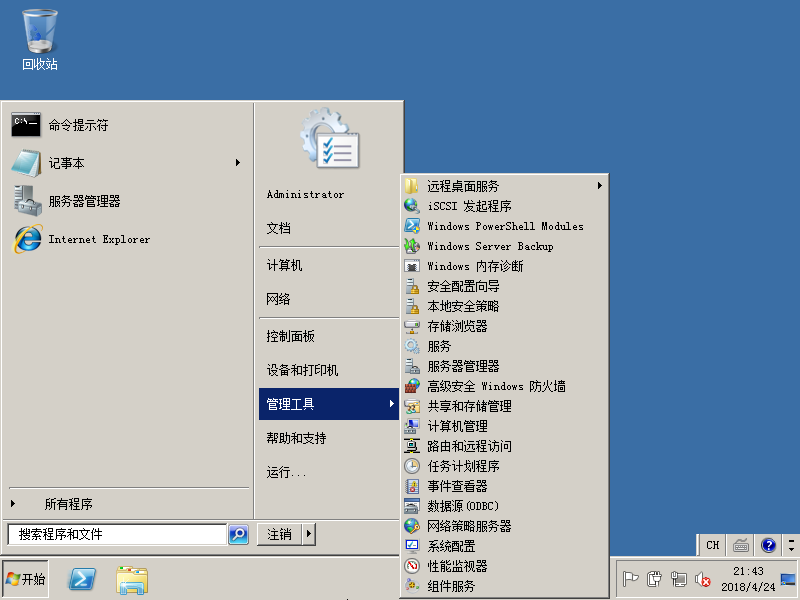 回收站
命令提示符
记事本
服务器管理器
Internet Explorer
所有程序
搜索程序和文件
Administrator
文档
计算机
网络
控制面板
设备和打印机
管理工具
帮助和支持
运行...
注销
远程桌面服务
iSCSI 发起程序
Windows PowerShell Modules
Windows Server Backup
Windows 内存诊断
安全配置向导
本地安全策略
存储浏览器
服务
服务器管理器
高级安全 Windows 防火墙
共享和存储管理
计算机管理
路由和远程访问
任务计划程序
事件查看器
数据源(ODBC)
网络策略服务器
系统配置
性能监视器
组件服务
CH
开始
21:43
2018/4/24